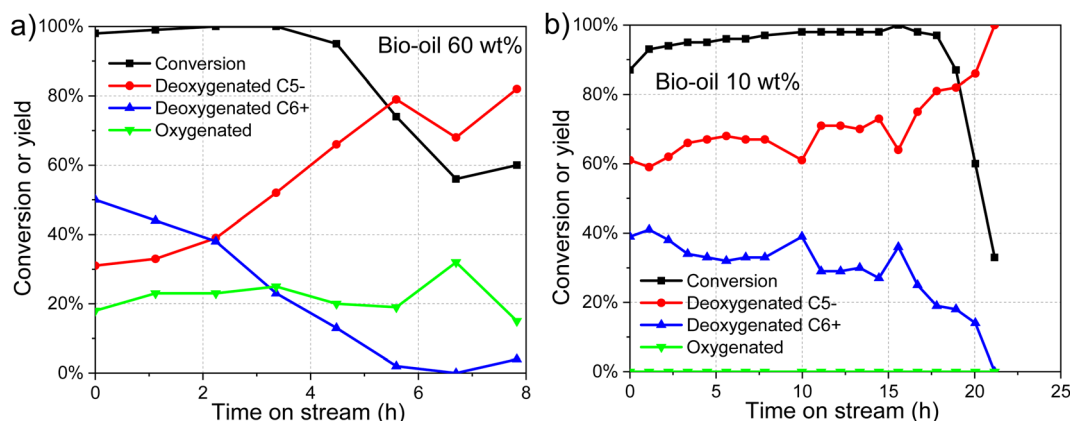 a)
Bio-oil 60 wt%
Conversion
Deoxygenated C5-
Deoxygenated C6+
Oxygenated
100%
80%
60%
40%
20%
0%
Conversion or yield
0
2
4
6
8
Time on stream (h)
b)
Bio-oil 10 wt%
Conversion
Deoxygenated C5-
Deoxygenated C6+
Oxygenated
100%
80%
60%
40%
20%
0%
Conversion or yield
0
5
10
15
20
25
Time on stream (h)